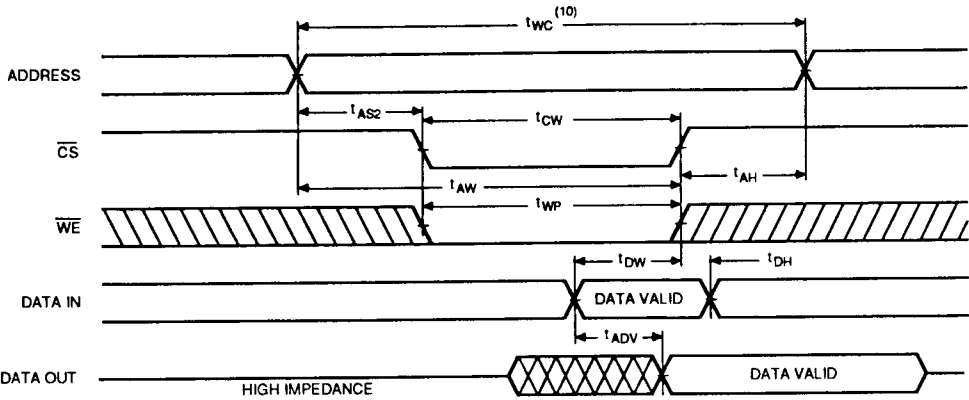 tWC(10)
ADDRESS
tAS2
tCW
CS
tAW
tAH
tWP
WE
tDW
tDH
DATA IN
DATA VALID
tADV
DATA OUT
HIGH IMPEDANCE
DATA VALID